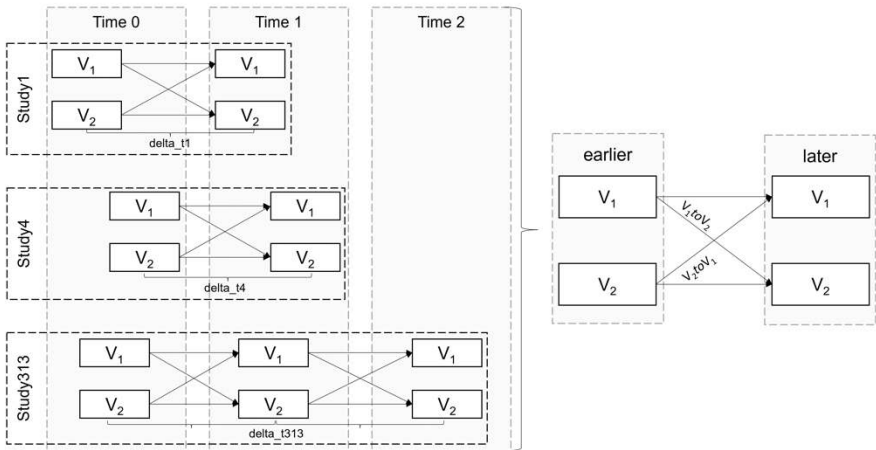 Time 0
Time 1
Time 2
Study1
V₁
V₁
V₂
V₂
delta_t1
Study4
V₁
V₁
V₂
V₂
delta_t4
Study313
V₁
V₁
V₁
V₂
V₂
V₂
delta_t313
earlier
later
V₁
V₁
V₁toV₂
V₂toV₁
V₂
V₂